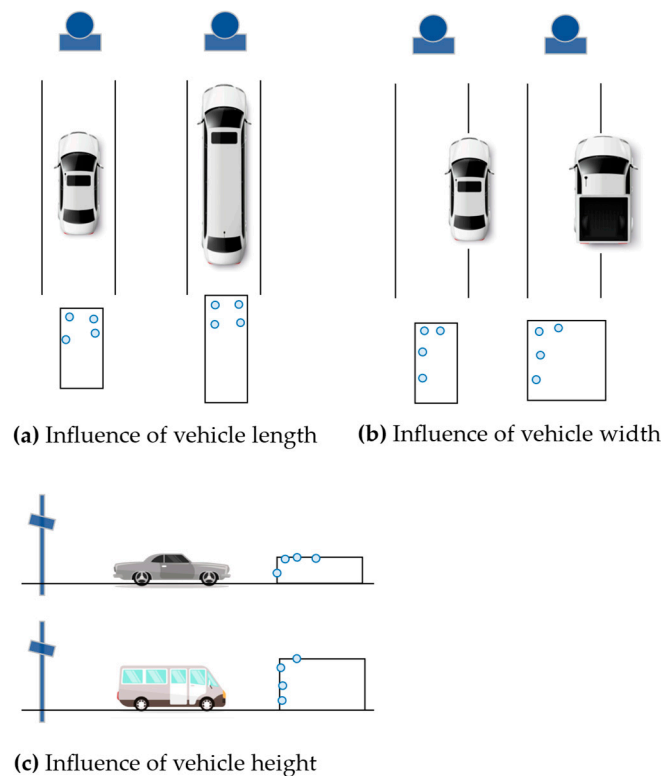 (a) Influence of vehicle length
(b) Influence of vehicle width
(c) Influence of vehicle height